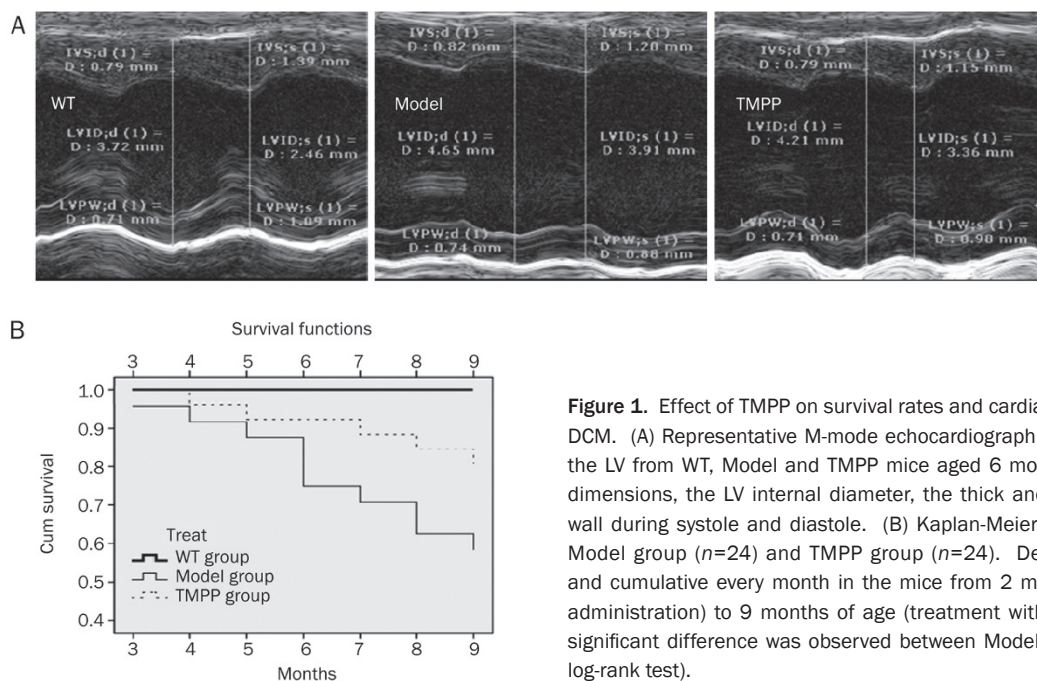 A
IVS;d (1) =
D : 0.79 mm
IVS;s (1) =
D : 1.39 mm
WT
LVID;d (1) =
D : 3.72 mm
LVID;s (1) =
D : 2.46 mm
LVPW;d (1) =
D : 0.71 mm
LVPW;s (1) =
D : 1.09 mm
IVS;d (1) =
D : 0.82 mm
IVS;s (1) =
D : 1.20 mm
Model
LVID;d (1) =
D : 4.65 mm
LVID;s (1) =
D : 3.91 mm
LVPW;d (1) =
D : 0.74 mm
LVPW;s (1) =
D : 0.88 mm
IVS;d (1) =
D : 0.79 mm
IVS;s (1) =
D : 1.15 mm
TMPP
LVID;d (1) =
D : 4.21 mm
LVID;s (1) =
D : 3.36 mm
LVPW;d (1) =
D : 0.71 mm
LVPW;s (1) =
D : 0.90 mm
B
Survival functions
3 4 5 6 7 8 9
1.0
0.9
0.8
0.7
0.6
0.5
0.4
Cum survival
Treat
WT group
Model group
TMPP group
3 4 5 6 7 8 9
Months
Figure 1. Effect of TMPP on survival rates and cardia
DCM. (A) Representative M-mode echocardiograph
the LV from WT, Model and TMPP mice aged 6 mo
dimensions, the LV internal diameter, the thick and
wall during systole and diastole. (B) Kaplan-Meier
Model group (n=24) and TMPP group (n=24). De
and cumulative every month in the mice from 2 m
administration) to 9 months of age (treatment with
significant difference was observed between Model
log-rank test).